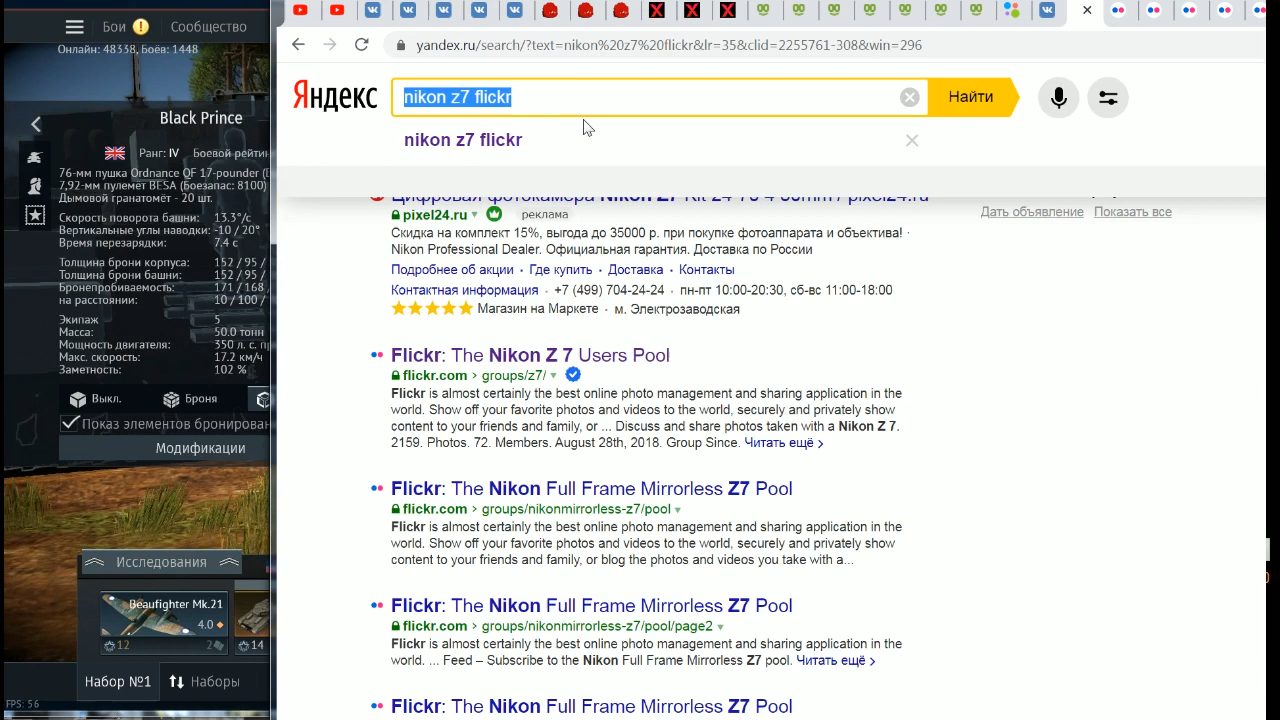 Бои
Сообщество
Онлайн: 48338, Боёв: 1448
Black Prince
Ранг: IV Боевой рейти
76-мм пушка Ordnance QF 17-pounder
7,92-мм пулемёт BESA (Боезапас: 8100)
Дымовой гранатомёт - 20 шт.
Скорость поворота башни: 13.3°/с
Вертикальные углы наводки: -10 / 20°
Время перезарядки: 7.4 с
Толщина брони корпуса: 152 / 95 /
Толщина брони башни: 152 / 95 /
Бронепробиваемость: 171 / 168
на расстоянии: 10 / 100 /
Экипаж 5
Масса: 50.0 тонн
Мощность двигателя: 350 л. с. п
Макс. скорость: 17.2 км/ч
Заметность: 102 %
Выкл.
Броня
Показ элементов бронирован
Модификации
Исследования
Beaufighter Mk.21
4.0
12
2
14
Набор №1
Наборы
FPS: 56
yandex.ru/search/?text=nikon%20z7%20flickr&lr=35&clid=2255761-308&win=296
Яндекс
nikon z7 flickr
Найти
nikon z7 flickr
Цифровая фотокамера Nikon Z7 Kit 24-70 4 30mm / pixel24.ru
pixel24.ru реклама
Дать объявление Показать все
Скидка на комплект 15%, выгода до 35000 р. при покупке фотоаппарата и объектива! ·
Nikon Professional Dealer. Официальная гарантия. Доставка по России
Подробнее об акции · Где купить · Доставка · Контакты
Контактная информация · +7 (499) 704-24-24 · пн-пт 10:00-20:30, сб-вс 11:00-18:00
Магазин на Маркете · м. Электрозаводская
Flickr: The Nikon Z 7 Users Pool
flickr.com › groups/z7/
Flickr is almost certainly the best online photo management and sharing application in the
world. Show off your favorite photos and videos to the world, securely and privately show
content to your friends and family, or ... Discuss and share photos taken with a Nikon Z 7.
2159. Photos. 72. Members. August 28th, 2018. Group Since. Читать ещё ›
Flickr: The Nikon Full Frame Mirrorless Z7 Pool
flickr.com › groups/nikonmirrorless-z7/pool
Flickr is almost certainly the best online photo management and sharing application in the
world. Show off your favorite photos and videos to the world, securely and privately show
content to your friends and family, or blog the photos and videos you take with a...
Flickr: The Nikon Full Frame Mirrorless Z7 Pool
flickr.com › groups/nikonmirrorless-z7/pool/page2
Flickr is almost certainly the best online photo management and sharing application in the
world. ... Feed – Subscribe to the Nikon Full Frame Mirrorless Z7 pool. Читать ещё ›
Flickr: The Nikon Full Frame Mirrorless Z7 Pool